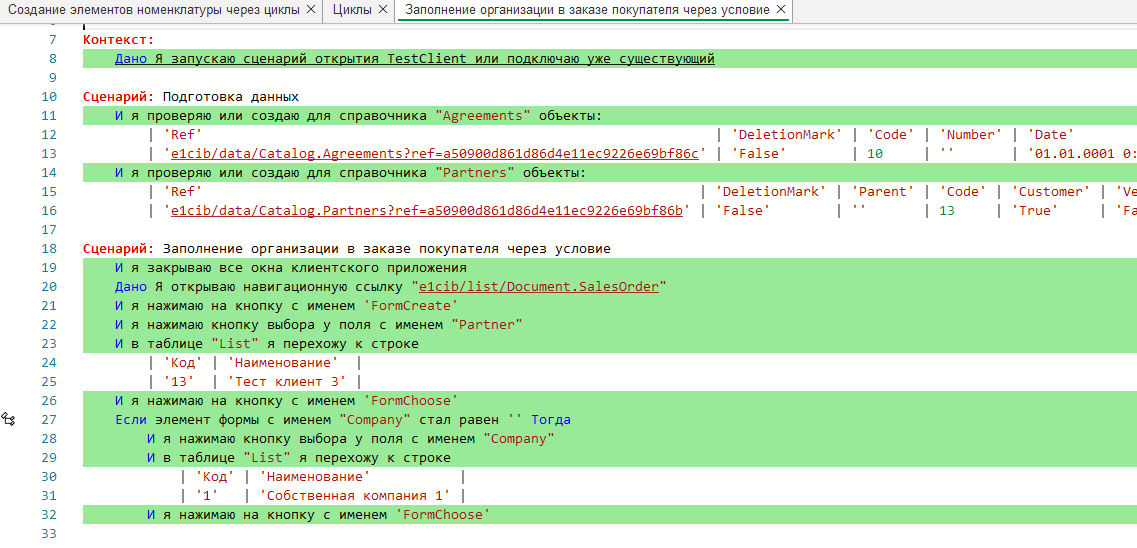 Создание элементов номенклатуры через циклы × Циклы × Заполнение организации в заказе покупателя через условие ×
7 Контекст:
8 Дано Я запускаю сценарий открытия TestClient или подключаю уже существующий
9
10 Сценарий: Подготовка данных
11 И я проверяю или создаю для справочника "Agreements" объекты:
12 | 'Ref' | 'DeletionMark' | 'Code' | 'Number' | 'Date'
13 | 'e1cib/data/Catalog.Agreements?ref=a50900d861d86d4e11ec9226e69bf86c' | 'False' | 10 | '' | '01.01.0001 0:
14 И я проверяю или создаю для справочника "Partners" объекты:
15 | 'Ref' | 'DeletionMark' | 'Parent' | 'Code' | 'Customer' | 'Ve
16 | 'e1cib/data/Catalog.Partners?ref=a50900d861d86d4e11ec9226e69bf86b' | 'False' | '' | 13 | 'True' | 'Fa
17
18 Сценарий: Заполнение организации в заказе покупателя через условие
19 И я закрываю все окна клиентского приложения
20 Дано Я открываю навигационную ссылку "e1cib/list/Document.SalesOrder"
21 И я нажимаю на кнопку с именем 'FormCreate'
22 И я нажимаю кнопку выбора у поля с именем "Partner"
23 И в таблице "List" я перехожу к строке
24 | 'Код' | 'Наименование' |
25 | '13' | 'Тест клиент 3' |
26 И я нажимаю на кнопку с именем 'FormChoose'
27 Если элемент формы с именем "Company" стал равен '' Тогда
28 И я нажимаю кнопку выбора у поля с именем "Company"
29 И в таблице "List" я перехожу к строке
30 | 'Код' | 'Наименование' |
31 | '1' | 'Собственная компания 1' |
32 И я нажимаю на кнопку с именем 'FormChoose'
33